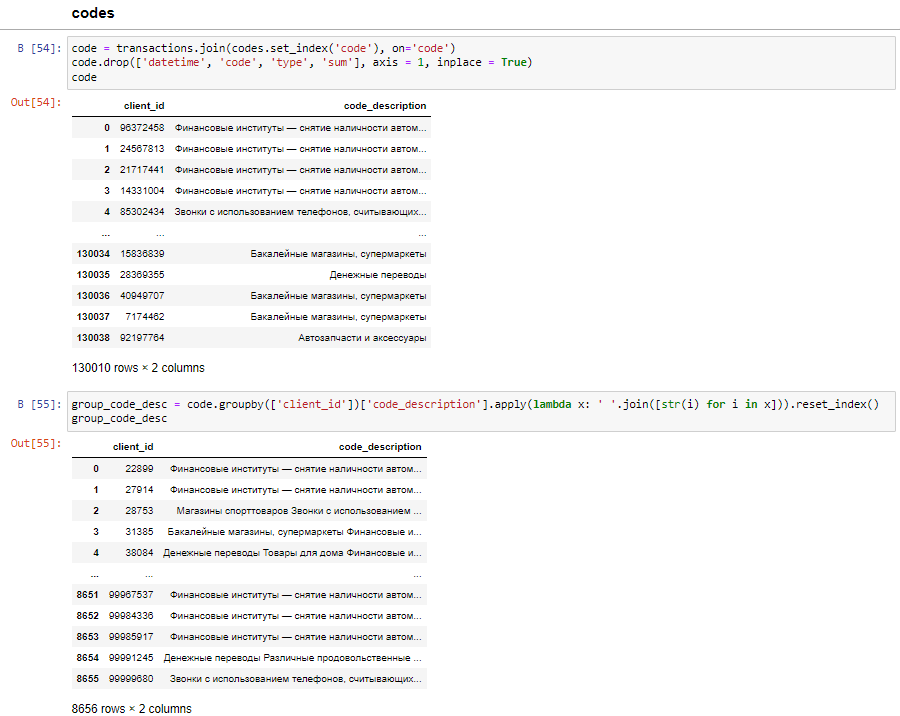 codes
В [54]: code = transactions.join(codes.set_index('code'), on='code')
code.drop(['datetime', 'code', 'type', 'sum'], axis = 1, inplace = True)
code
Out[54]:
client_id code_description
0 96372458 Финансовые институты — снятие наличности автом...
1 24567813 Финансовые институты — снятие наличности автом...
2 21717441 Финансовые институты — снятие наличности автом...
3 14331004 Финансовые институты — снятие наличности автом...
4 85302434 Звонки с использованием телефонов, считывающих...
... ... ...
130034 15836839 Бакалейные магазины, супермаркеты
130035 28369355 Денежные переводы
130036 40949707 Бакалейные магазины, супермаркеты
130037 7174462 Бакалейные магазины, супермаркеты
130038 92197764 Автозапчасти и аксессуары
130010 rows × 2 columns
В [55]: group_code_desc = code.groupby(['client_id'])['code_description'].apply(lambda x: ' '.join([str(i) for i in x])).reset_index()
group_code_desc
Out[55]:
client_id code_description
0 22899 Финансовые институты — снятие наличности автом...
1 27914 Финансовые институты — снятие наличности автом...
2 28753 Магазины спорттоваров Звонки с использованием ...
3 31385 Бакалейные магазины, супермаркеты Финансовые и...
4 38084 Денежные переводы Товары для дома Финансовые и...
... ... ...
8651 99967537 Финансовые институты — снятие наличности автом...
8652 99984336 Финансовые институты — снятие наличности автом...
8653 99985917 Финансовые институты — снятие наличности автом...
8654 99991245 Денежные переводы Различные продовольственные ...
8655 99999680 Звонки с использованием телефонов, считывающих...
8656 rows × 2 columns